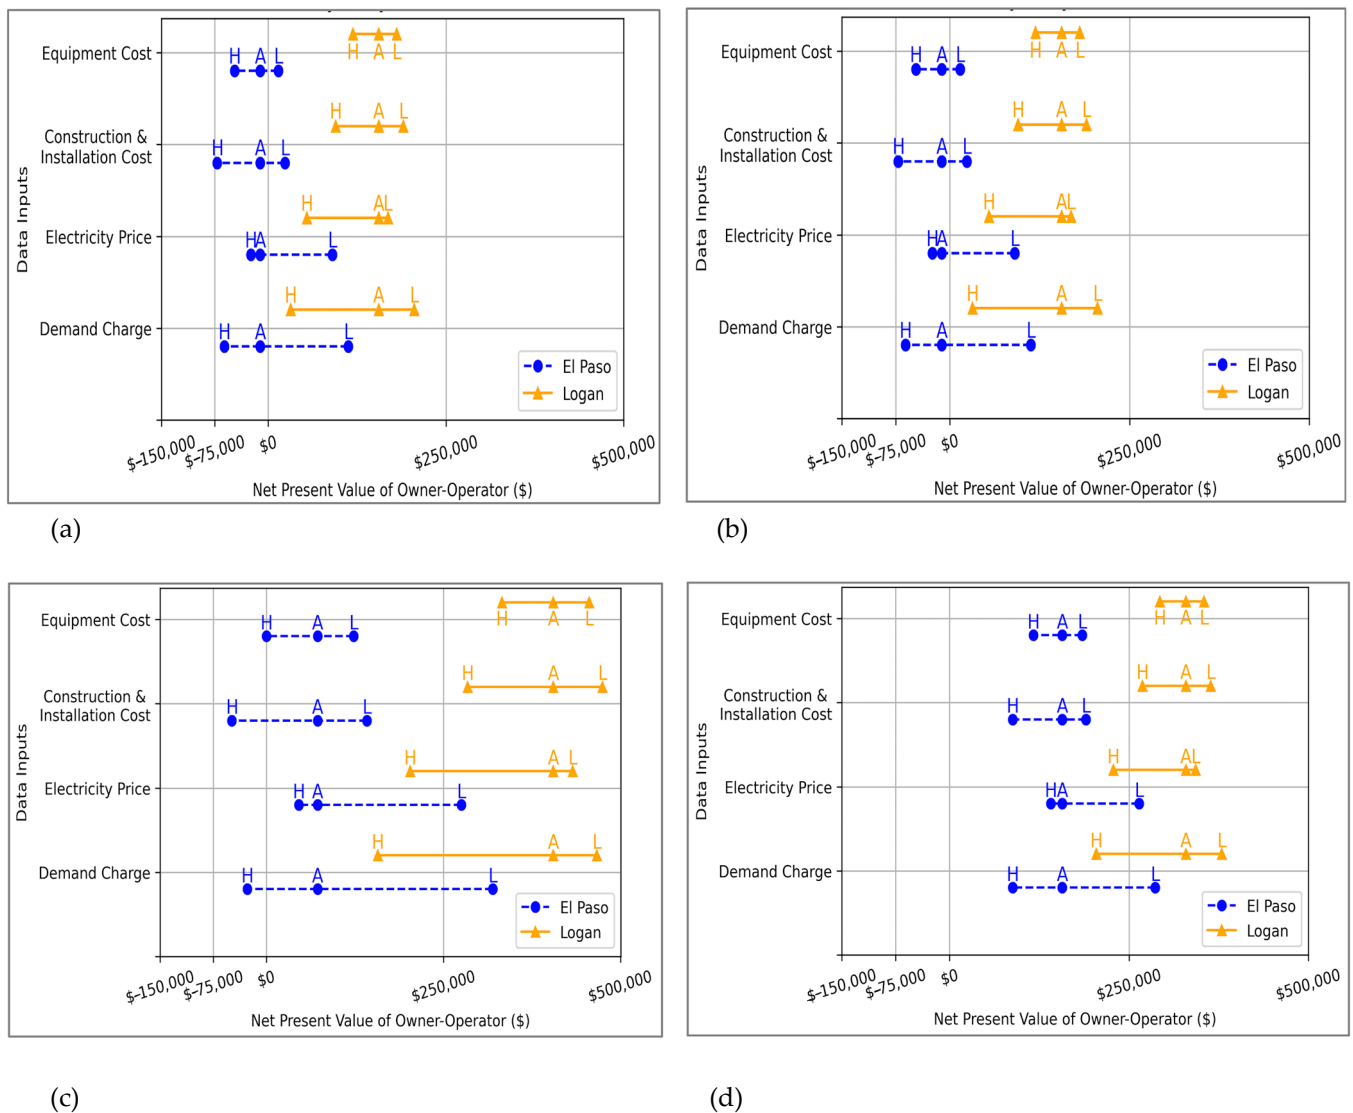 H A L
Equipment Cost
H A L
H A L
Construction &
Installation Cost
H A L
H A L
Electricity Price
H A L
H A L
Demand Charge
H A L
Data Inputs
El Paso
Logan
$−150,000 $−75,000 $0 $250,000 $500,000
Net Present Value of Owner-Operator ($)
(a)
H A L
Equipment Cost
H A L
H A L
Construction &
Installation Cost
H A L
H A L
Electricity Price
H A L
H A L
Demand Charge
H A L
Data Inputs
El Paso
Logan
$−150,000 $−75,000 $0 $250,000 $500,000
Net Present Value of Owner-Operator ($)
(b)
H A L
Equipment Cost
H A L
H A L
Construction &
Installation Cost
H A L
H A L
Electricity Price
H A L
H A L
Demand Charge
H A L
Data Inputs
El Paso
Logan
$−150,000 $−75,000 $0 $250,000 $500,000
Net Present Value of Owner-Operator ($)
(c)
H A L
Equipment Cost
H A L
H A L
Construction &
Installation Cost
H A L
H A L
Electricity Price
H A L
H A L
Demand Charge
H A L
Data Inputs
El Paso
Logan
$−150,000 $−75,000 $0 $250,000 $500,000
Net Present Value of Owner-Operator ($)
(d)